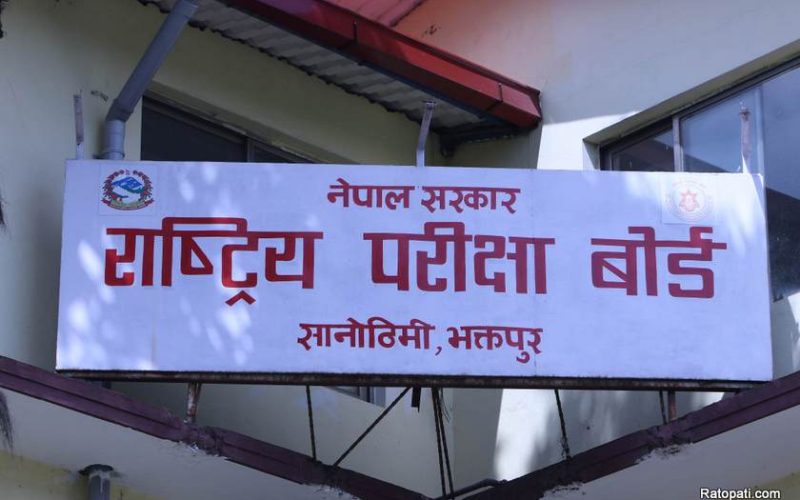 नेपाल सरकार
राष्ट्रिय परीक्षा बोर्ड
सानोठिमी, भक्तपुर
Ratopati.com